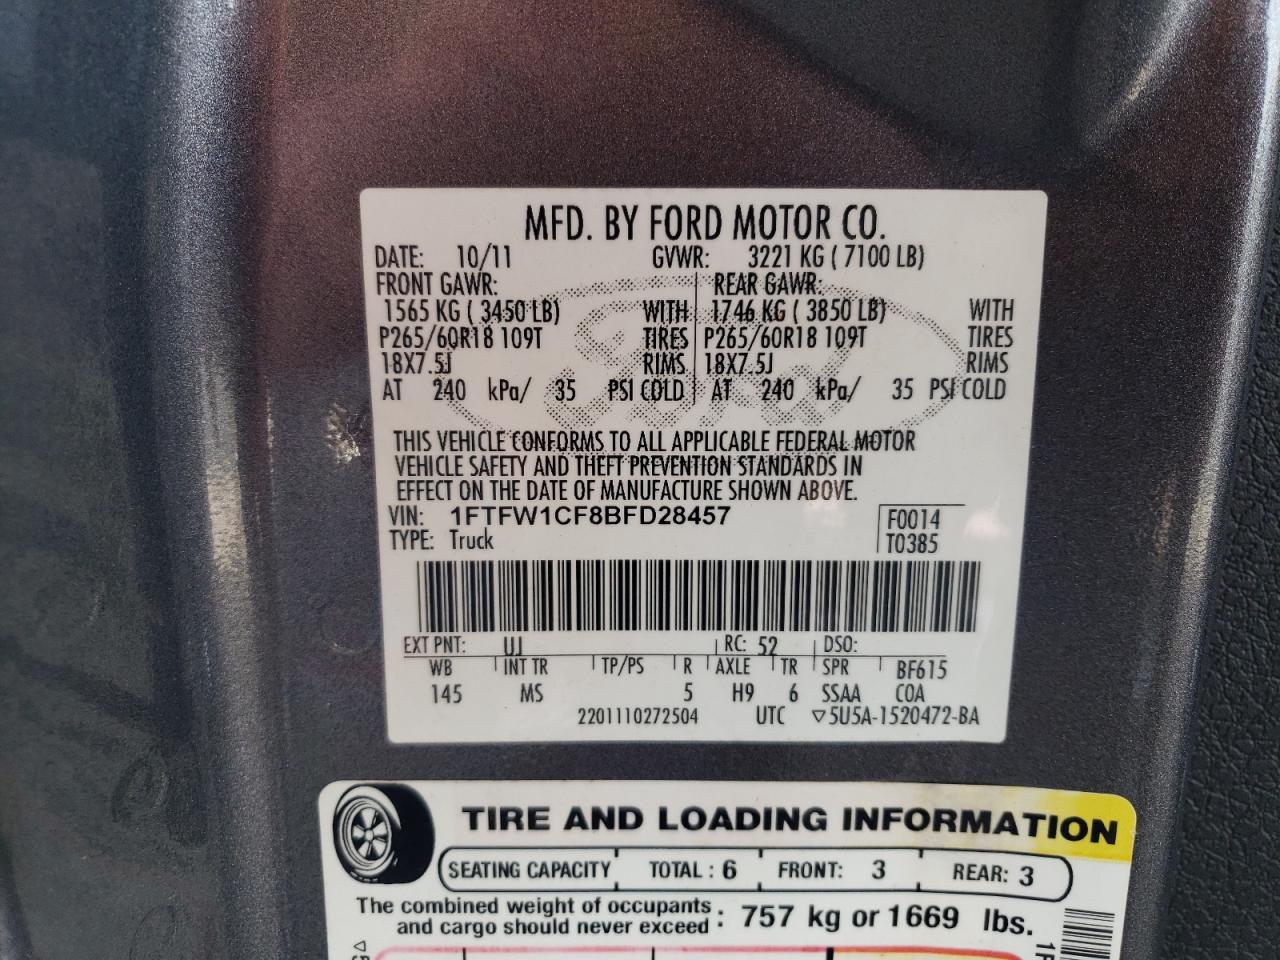 MFD. BY FORD MOTOR CO.
DATE: 10/11 GVWR: 3221 KG ( 7100 LB)
FRONT GAWR: REAR GAWR:
1565 KG ( 3450 LB) WITH 1746 KG ( 3850 LB) WITH
P265/60R18 109T TIRES P265/60R18 109T TIRES
18X7.5J RIMS 18X7.5J RIMS
AT 240 kPa/ 35 PSI COLD AT 240 kPa/ 35 PSI COLD
Ford
THIS VEHICLE CONFORMS TO ALL APPLICABLE FEDERAL MOTOR
VEHICLE SAFETY AND THEFT PREVENTION STANDARDS IN
EFFECT ON THE DATE OF MANUFACTURE SHOWN ABOVE.
VIN: 1FTFW1CF8BFD28457 F0014
TYPE: Truck T0385
EXT PNT: UJ RC: 52 DSO:
WB INT TR TP/PS R AXLE TR SPR BF615
145 MS 5 H9 6 SSAA COA
2201110272504 UTC ▽5U5A-1520472-BA
TIRE AND LOADING INFORMATION
SEATING CAPACITY TOTAL : 6 FRONT: 3 REAR: 3
The combined weight of occupants
and cargo should never exceed : 757 kg or 1669 lbs.